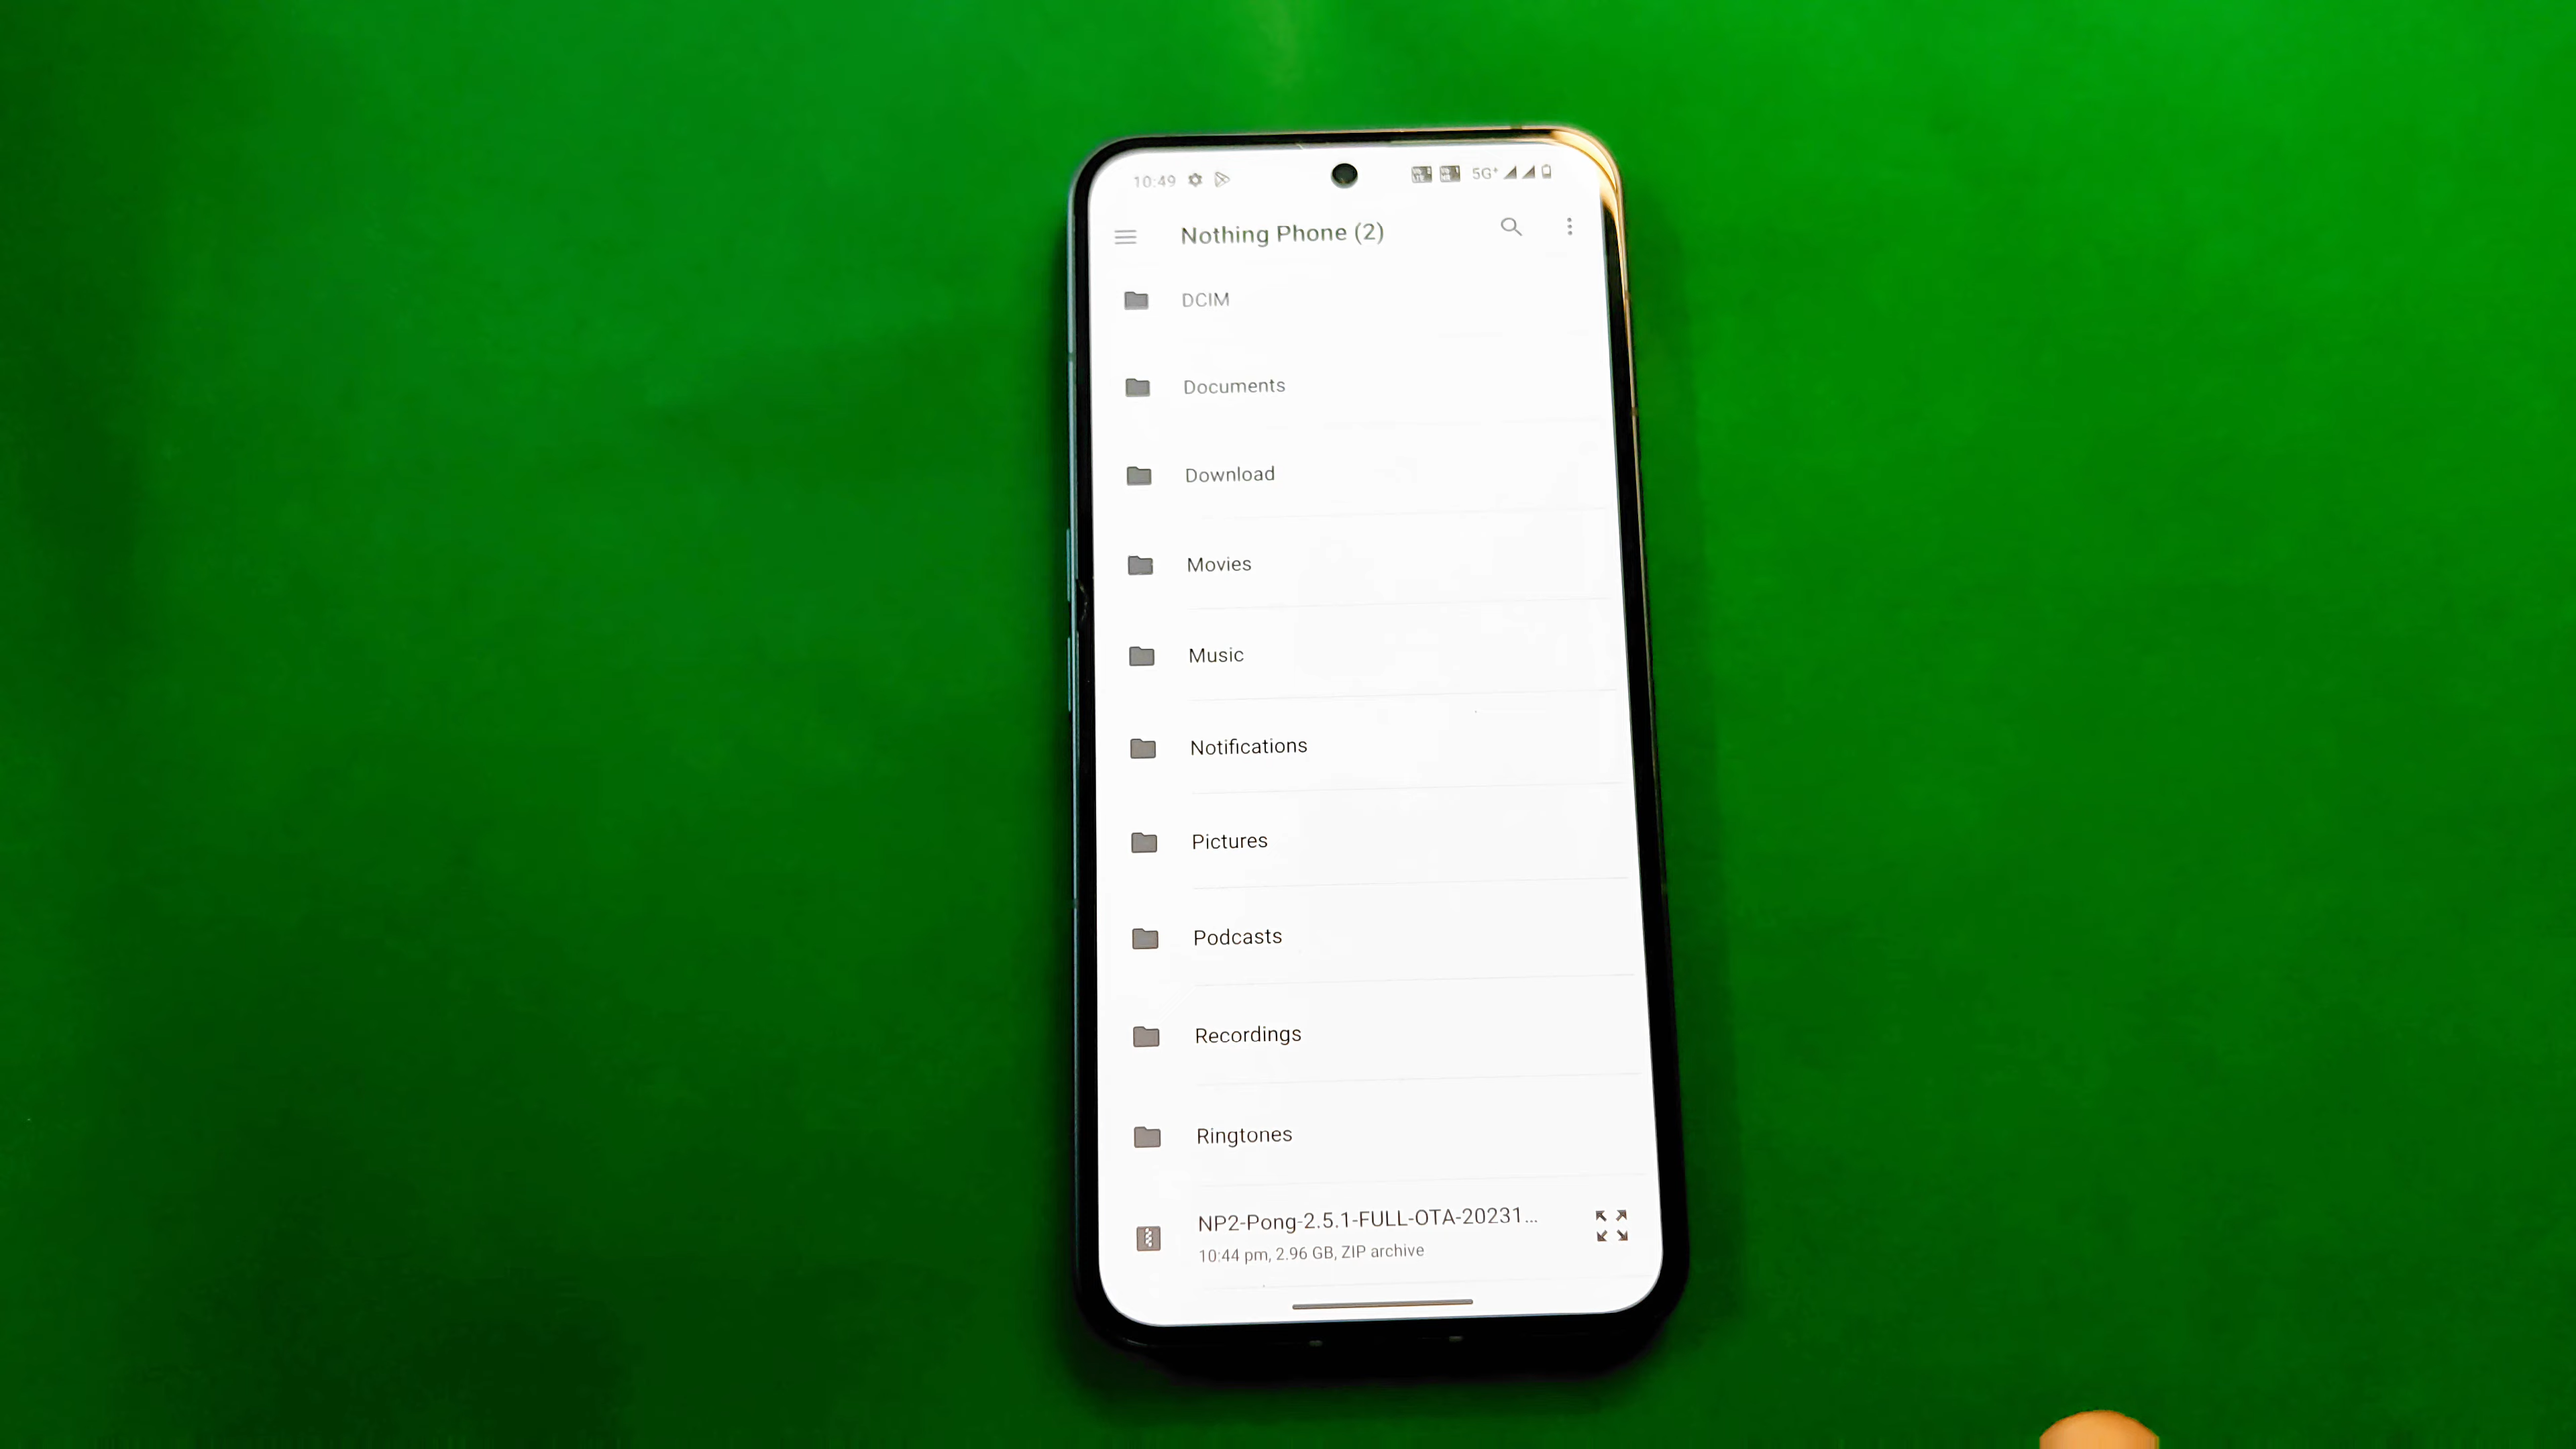 10:49 5G+
Nothing Phone (2)
DCIM
Documents
Download
Movies
Music
Notifications
Pictures
Podcasts
Recordings
Ringtones
NP2-Pong-2.5.1-FULL-OTA-20231...
10:44 pm, 2.96 GB, ZIP archive